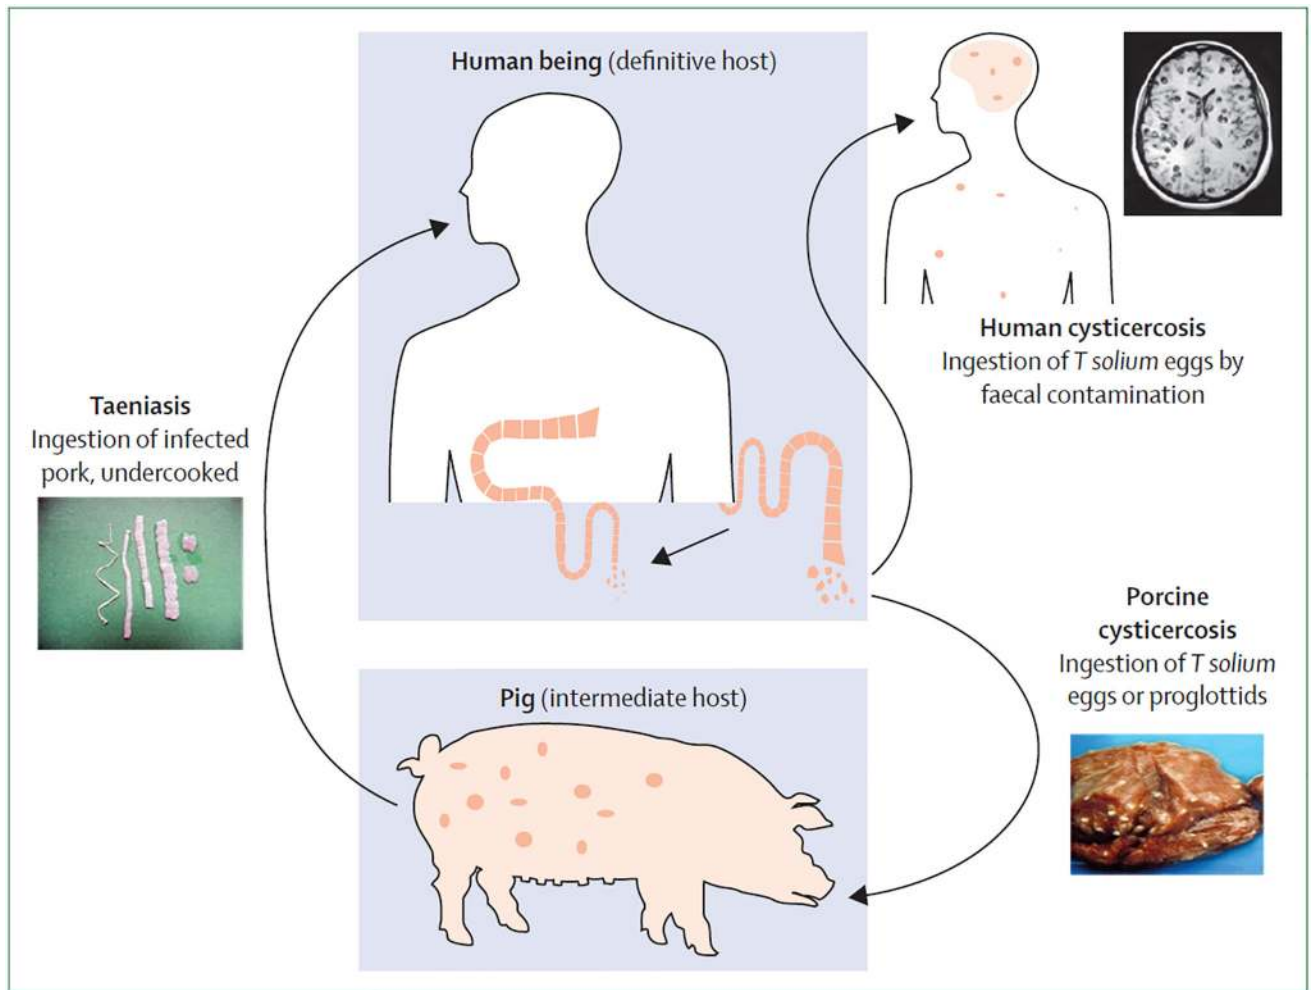 Human being (definitive host)
Human cysticercosis
Ingestion of T solium eggs by
faecal contamination
Taeniasis
Ingestion of infected
pork, undercooked
Porcine
cysticercosis
Ingestion of T solium
eggs or proglottids
Pig (intermediate host)